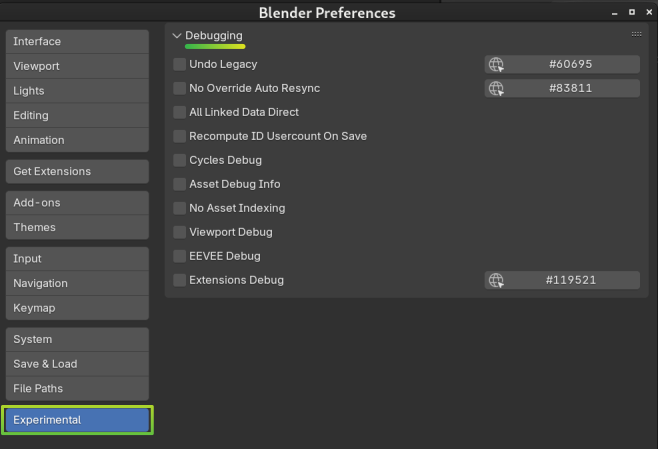 Blender Preferences
Interface
Viewport
Lights
Editing
Animation
Get Extensions
Add-ons
Themes
Input
Navigation
Keymap
System
Save & Load
File Paths
Experimental
Debugging
Undo Legacy #60695
No Override Auto Resync #83811
All Linked Data Direct
Recompute ID Usercount On Save
Cycles Debug
Asset Debug Info
No Asset Indexing
Viewport Debug
EEVEE Debug
Extensions Debug #119521